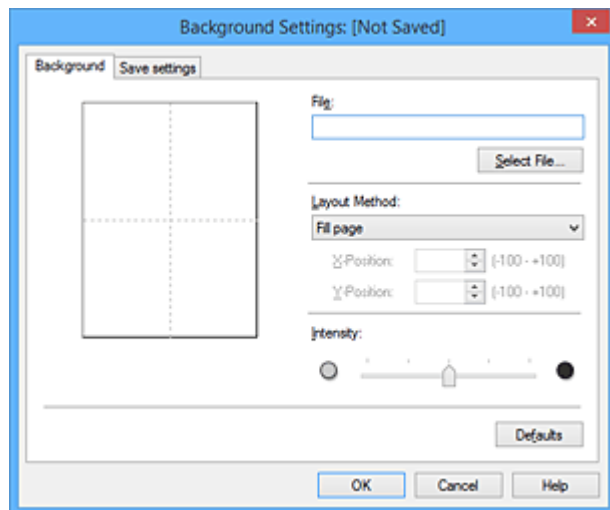 Background Settings: [Not Saved]
Background Save settings
File:
Select File...
Layout Method:
Fill page
X-Position: (-100 - +100)
Y-Position: (-100 - +100)
Intensity:
Defaults
OK Cancel Help